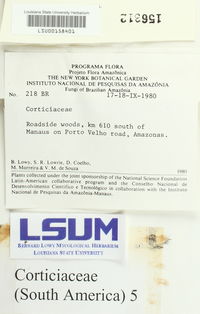 Louisiana State University Herbarium
LSU00158401
156212
PROGRAMA FLORA
Projeto Flora Amazônica
THE NEW YORK BOTANICAL GARDEN
INSTITUTO NACIONAL DE PESQUISAS DA AMAZÔNIA
Fungi of Brazilian Amazônia
No. 218 BR 17-18-IX-1980
Corticiaceae
Roadside woods, km 610 south of
Manaus on Porto Velho road, Amazonas.
B. Lowy, S. R. Lowrie, D. Coelho,
M. Moreira & V. M. de Souza 1980
Plants collected under the joint sponsorship of the National Science Foundation
Latin-American collaborative program and the Conselho Nacional de
Desenvolvimento Científico e Tecnológico in collaboration with the Instituto
Nacional de Pesquisas da Amazônia-Manaus.
LSUM
BERNARD LOWY MYCOLOGICAL HERBARIUM
LOUISIANA STATE UNIVERSITY
Corticiaceae
(South America) 5